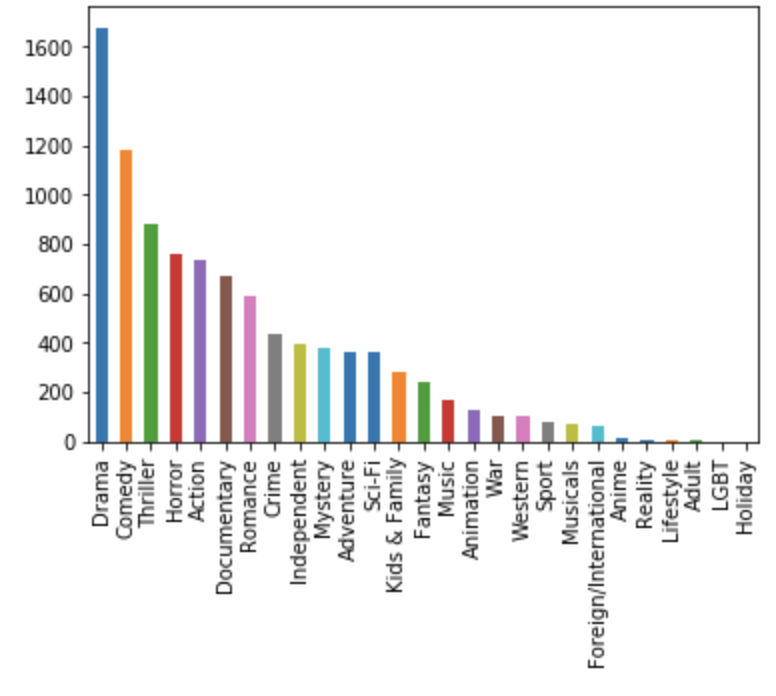 1600
1400
1200
1000
800
600
400
200
0
Drama
Comedy
Thriller
Horror
Action
Documentary
Romance
Crime
Independent
Mystery
Adventure
Sci-Fi
Kids & Family
Fantasy
Music
Animation
War
Western
Sport
Musicals
Foreign/International
Anime
Reality
Lifestyle
Adult
LGBT
Holiday